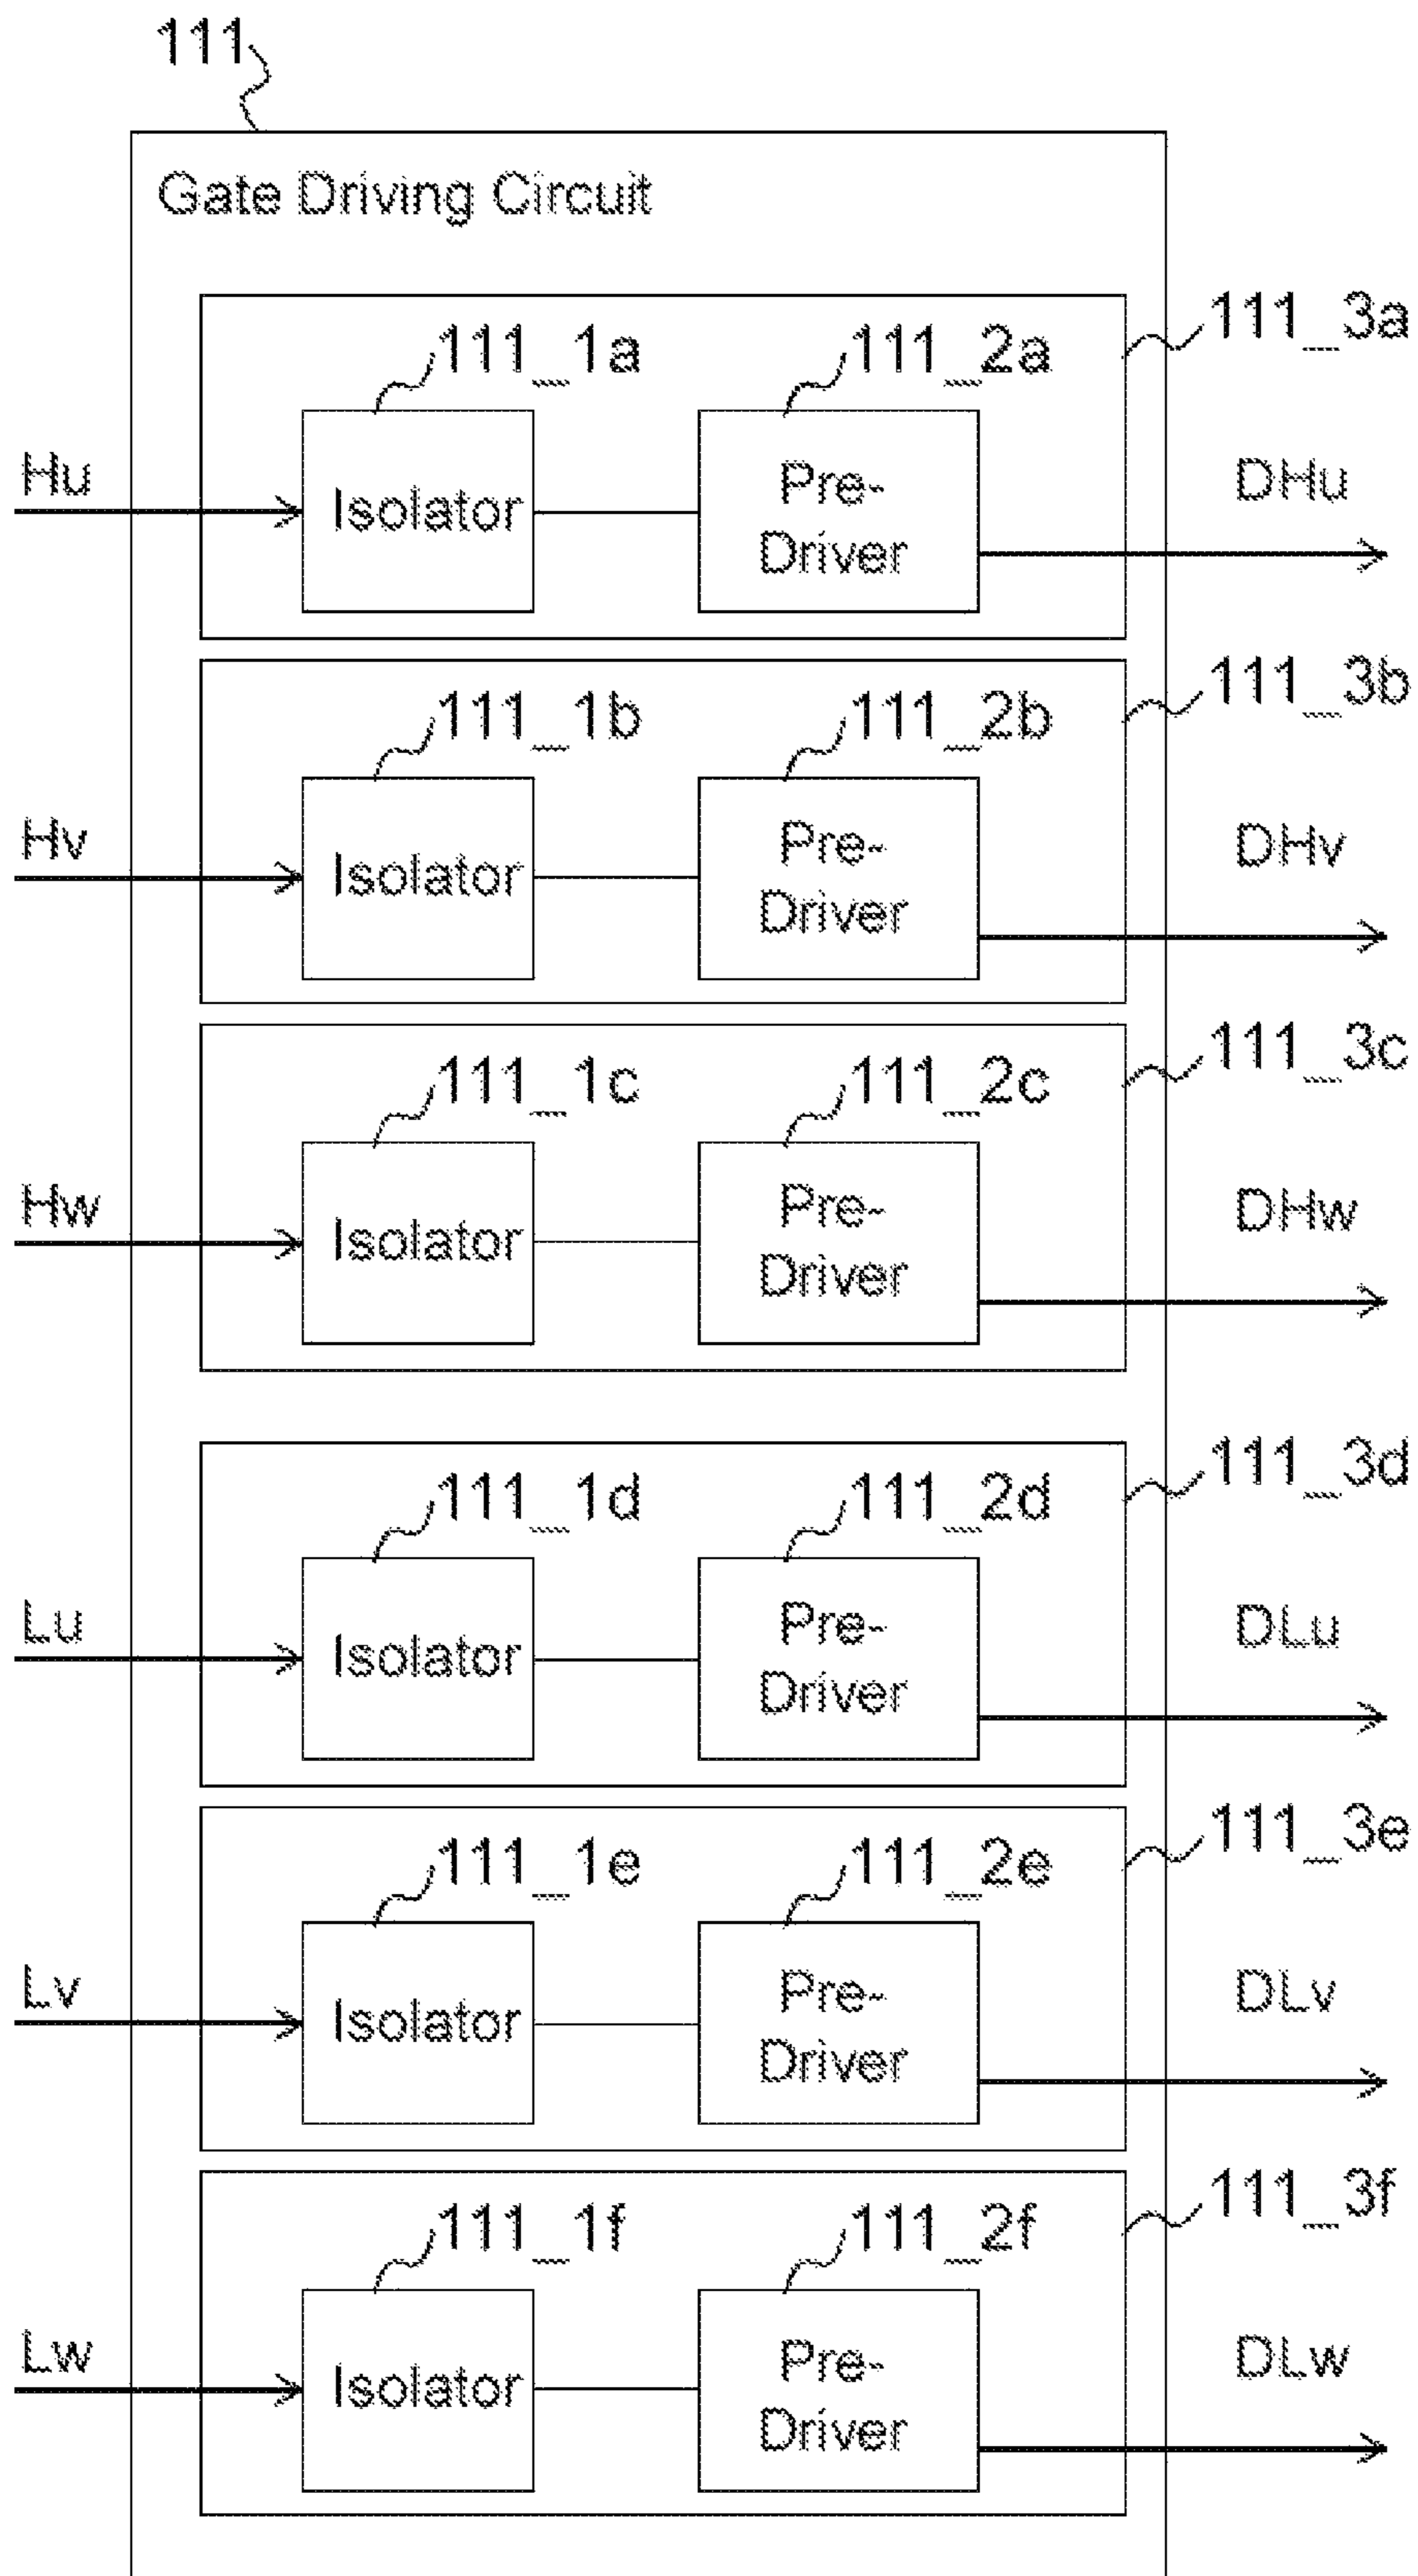 111
Gate Driving Circuit
111_3a
111_1a
111_2a
Hu
Isolator
Pre-
Driver
DHu
111_3b
111_1b
111_2b
Hv
Isolator
Pre-
Driver
DHv
111_3c
111_1c
111_2c
Hw
Isolator
Pre-
Driver
DHw
111_3d
111_1d
111_2d
Lu
Isolator
Pre-
Driver
DLu
111_3e
111_1e
111_2e
Lv
Isolator
Pre-
Driver
DLv
111_3f
111_1f
111_2f
Lw
Isolator
Pre-
Driver
DLw